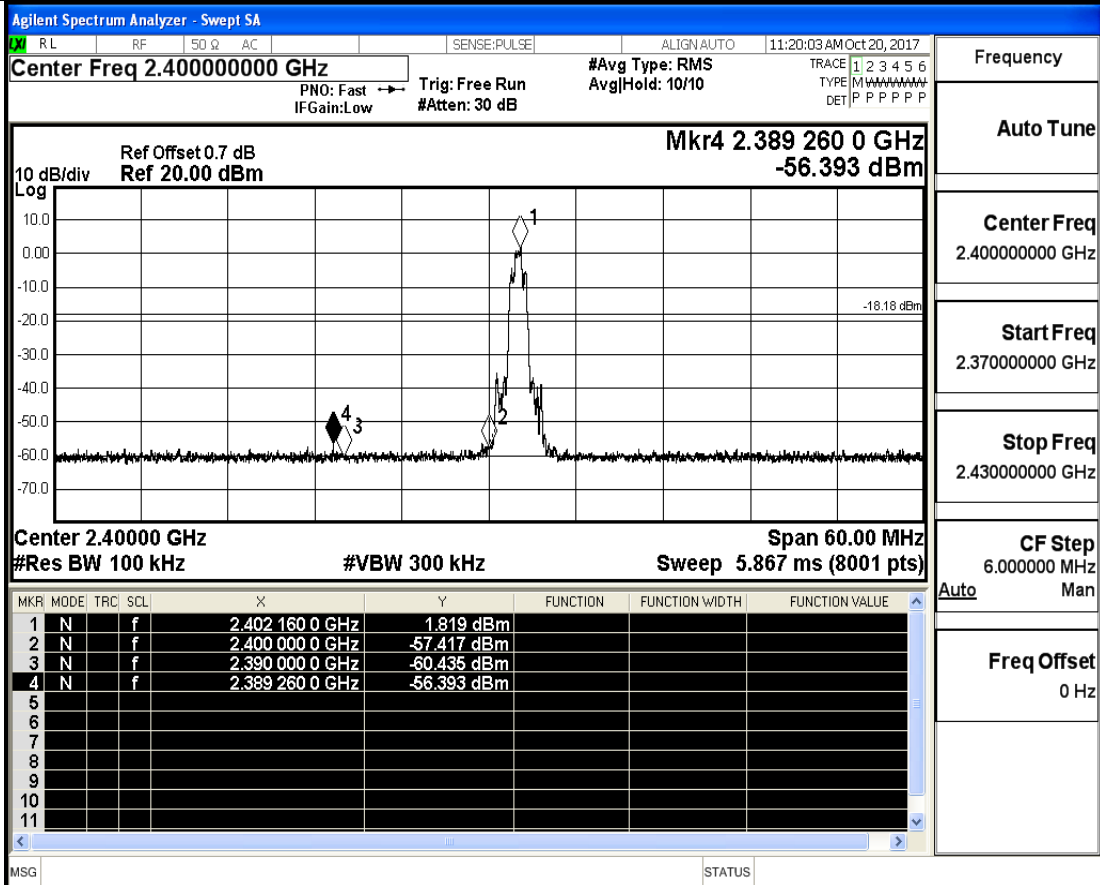 Agilent Spectrum Analyzer - Swept SA
LXI RL RF 50 Ω AC SENSE:PULSE ALIGN AUTO 11:20:03 AM Oct 20, 2017
Center Freq 2.400000000 GHz
PNO: Fast
IFGain:Low
Trig: Free Run
#Atten: 30 dB
#Avg Type: RMS
Avg|Hold: 10/10
TRACE 1 2 3 4 5 6
TYPE M WWWWW
DET P P P P P P
Ref Offset 0.7 dB
10 dB/div Ref 20.00 dBm
Log
Mkr4 2.389 260 0 GHz
-56.393 dBm
10.0
0.00
-10.0
-20.0
-30.0
-40.0
-50.0
-60.0
-70.0
1
-18.18 dBm
4
3
2
Center 2.40000 GHz Span 60.00 MHz
#Res BW 100 kHz #VBW 300 kHz Sweep 5.867 ms (8001 pts)
MKR MODE TRC SCL X Y FUNCTION FUNCTION WIDTH FUNCTION VALUE
1 N f 2.402 160 0 GHz 1.819 dBm
2 N f 2.400 000 0 GHz -57.417 dBm
3 N f 2.390 000 0 GHz -60.435 dBm
4 N f 2.389 260 0 GHz -56.393 dBm
5
6
7
8
9
10
11
MSG STATUS
Frequency
Auto Tune
Center Freq
2.400000000 GHz
Start Freq
2.370000000 GHz
Stop Freq
2.430000000 GHz
CF Step
6.000000 MHz
Auto Man
Freq Offset
0 Hz